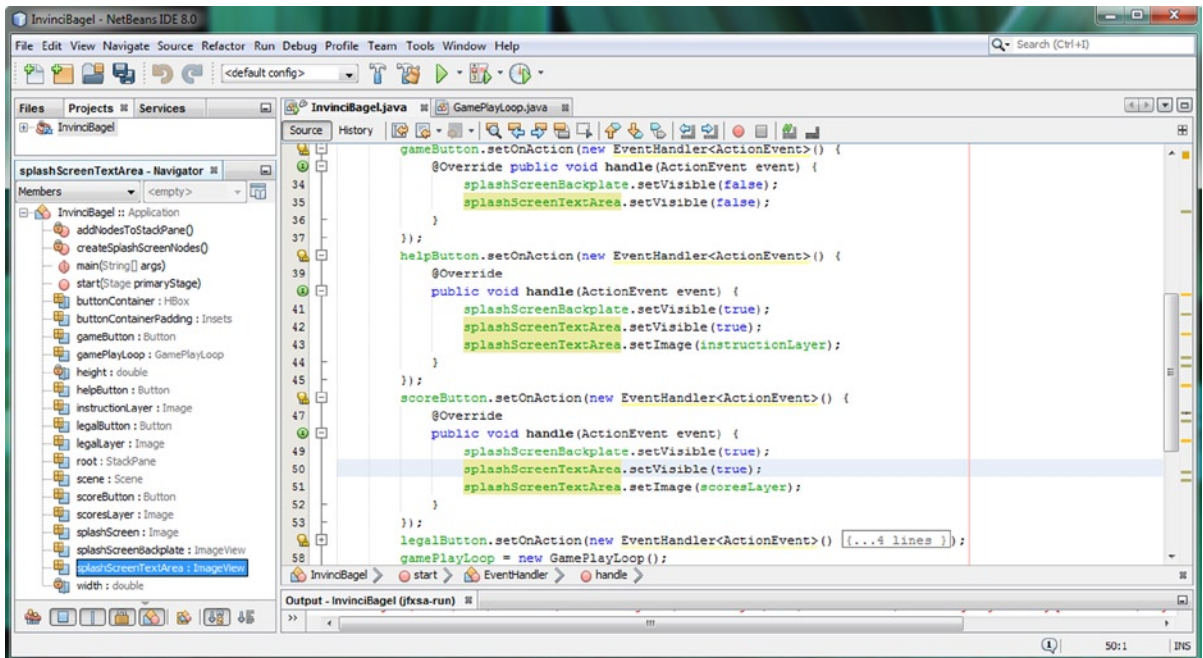 InvinciBagel - NetBeans IDE 8.0
File Edit View Navigate Source Refactor Run Debug Profile Team Tools Window Help
Search (Ctrl+I)
<default config>
Files Projects Services
InvinciBagel
splashScreenTextArea - Navigator
Members <empty>
InvinciBagel :: Application
addNodesToStackPane()
createSplashScreenNodes()
main(String[] args)
start(Stage primaryStage)
buttonContainer : HBox
buttonContainerPadding : Insets
gameButton : Button
gamePlayLoop : GamePlayLoop
height : double
helpButton : Button
instructionLayer : Image
legalButton : Button
legalLayer : Image
root : StackPane
scene : Scene
scoreButton : Button
scoresLayer : Image
splashScreen : Image
splashScreenBackplate : ImageView
splashScreenTextArea : ImageView
width : double
InvinciBagel.java GamePlayLoop.java
Source History
gameButton.setOnAction(new EventHandler<ActionEvent>() {
@Override public void handle(ActionEvent event) {
34 splashScreenBackplate.setVisible(false);
35 splashScreenTextArea.setVisible(false);
36 }
37 });
helpButton.setOnAction(new EventHandler<ActionEvent>() {
39 @Override
public void handle(ActionEvent event) {
41 splashScreenBackplate.setVisible(true);
42 splashScreenTextArea.setVisible(true);
43 splashScreenTextArea.setImage(instructionLayer);
44 }
45 });
scoreButton.setOnAction(new EventHandler<ActionEvent>() {
47 @Override
public void handle(ActionEvent event) {
49 splashScreenBackplate.setVisible(true);
50 splashScreenTextArea.setVisible(true);
51 splashScreenTextArea.setImage(scoresLayer);
52 }
53 });
legalButton.setOnAction(new EventHandler<ActionEvent>() {...4 lines });
58 gamePlayLoop = new GamePlayLoop();
InvinciBagel start EventHandler handle
Output - InvinciBagel (jfxsa-run)
50:1 INS